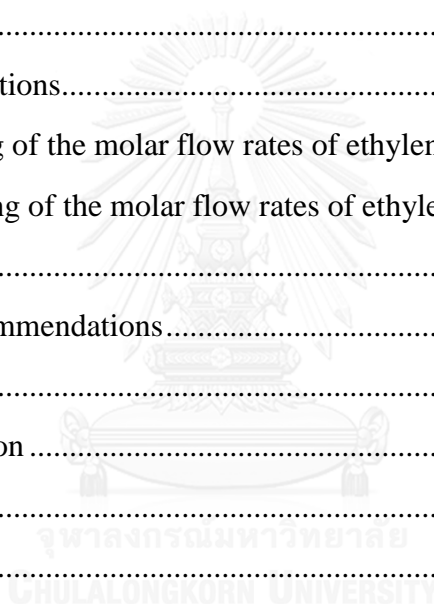 ....................................................
tions....................................................
g of the molar flow rates of ethylen
ng of the molar flow rates of ethyle
....................................................
mmendations....................................
....................................................
on....................................................
....................................................
จุฬาลงกรณ์มหาวิทยาลัย
....................................................
CHULALONGKORN UNIVERSITY